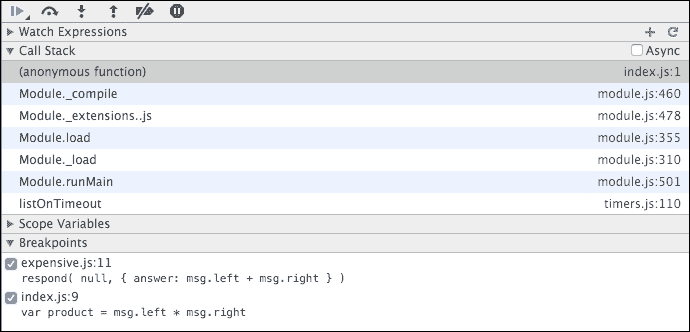 Watch Expressions
Call Stack Async
(anonymous function) index.js:1
Module._compile module.js:460
Module._extensions..js module.js:478
Module.load module.js:355
Module._load module.js:310
Module.runMain module.js:501
listOnTimeout timers.js:110
Scope Variables
Breakpoints
expensive.js:11
respond( null, { answer: msg.left + msg.right } )
index.js:9
var product = msg.left * msg.right